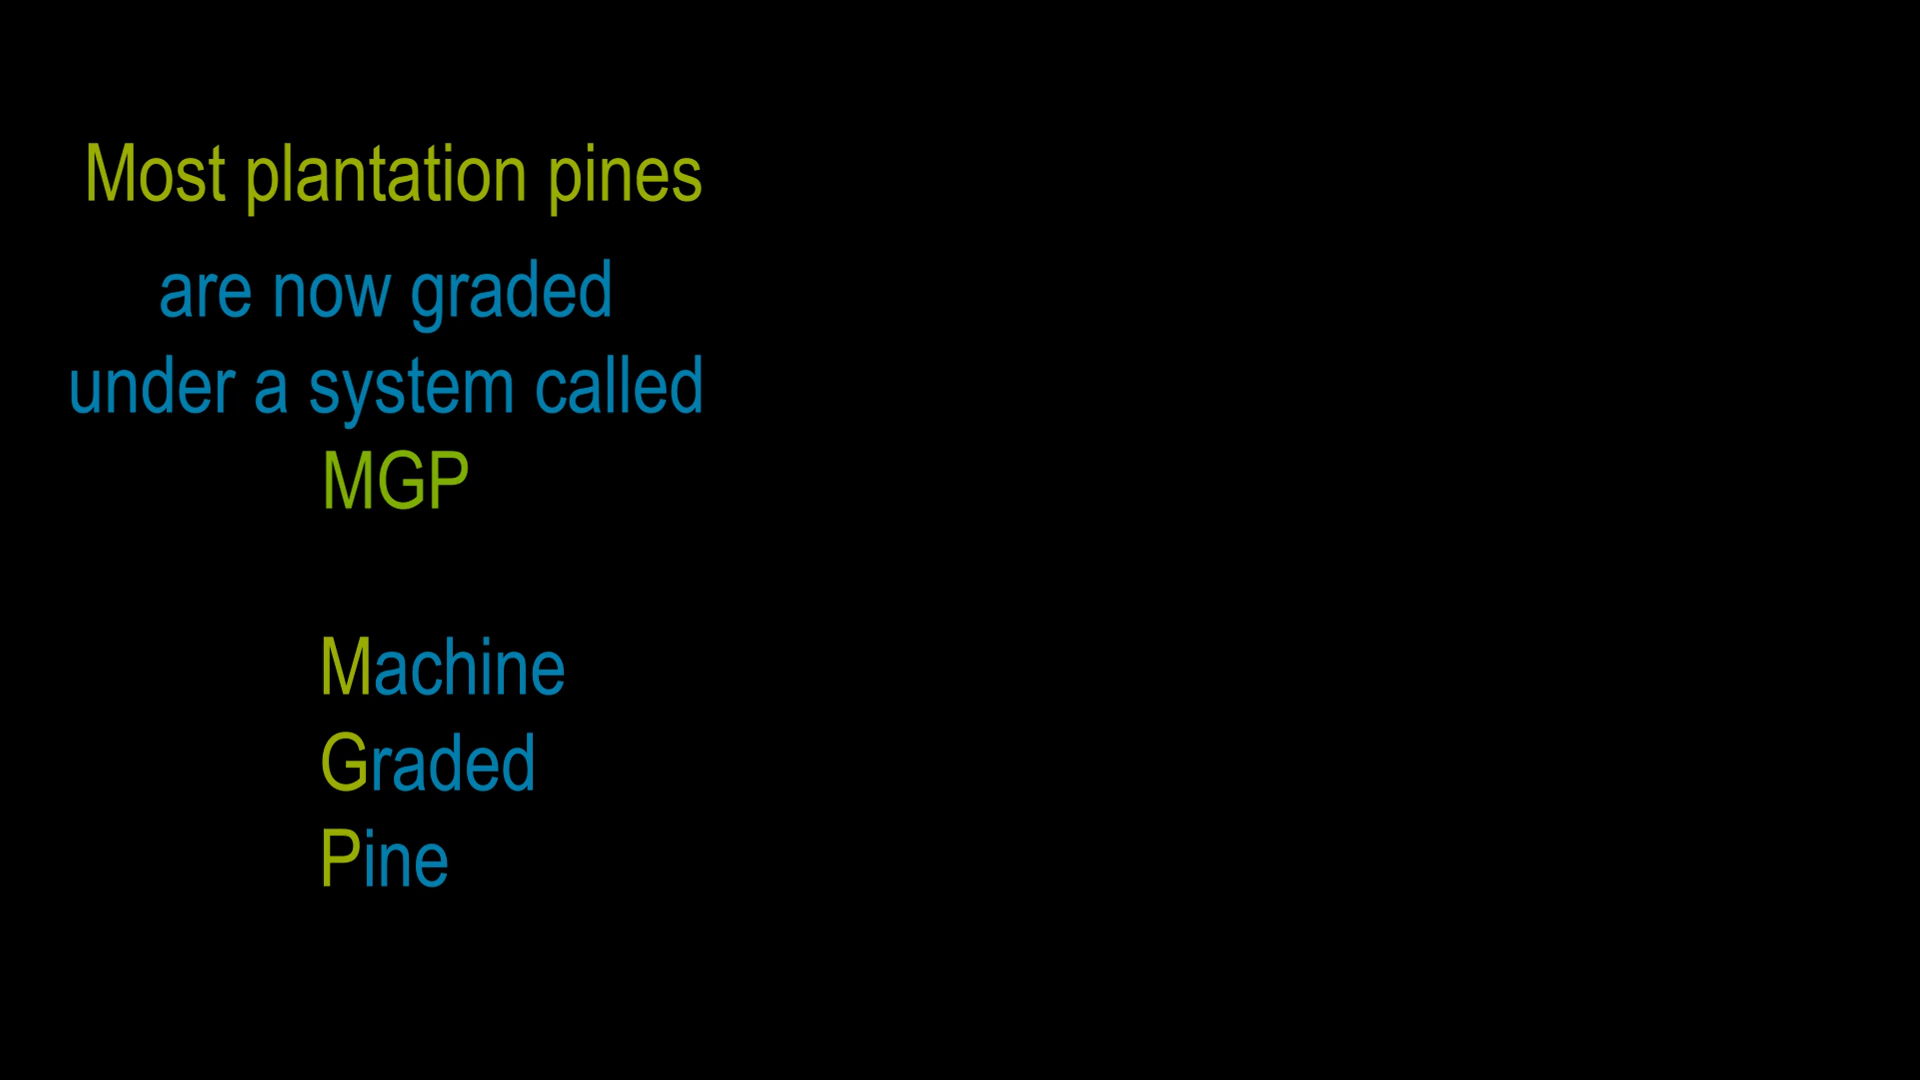 Most plantation pines
are now graded
under a system called
MGP
Machine
Graded
Pine